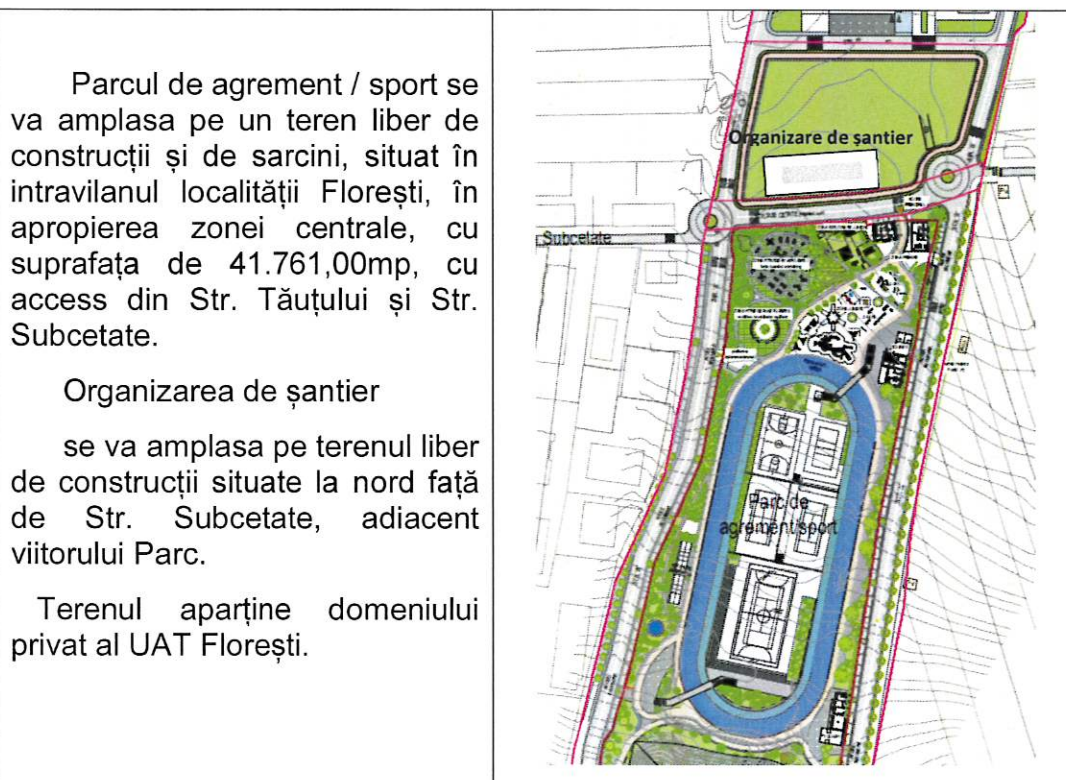 Parcul de agrement / sport se
va amplasa pe un teren liber de
construcții și de sarcini, situat în
intravilanul localității Florești, în
apropierea zonei centrale, cu
suprafața de 41.761,00mp, cu
access din Str. Tăuțului și Str.
Subcetate.
Organizarea de șantier
se va amplasa pe terenul liber
de construcții situate la nord față
de Str. Subcetate, adiacent
viitorului Parc.
Terenul aparține domeniului
privat al UAT Florești.
Organizare de șantier
Subcetate
Parc de
agrement/sport